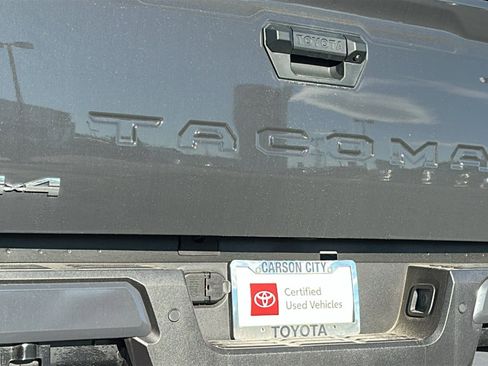 TOYOTA
TACOMA
4x4
CARSON CITY
Certified
Used Vehicles
TOYOTA